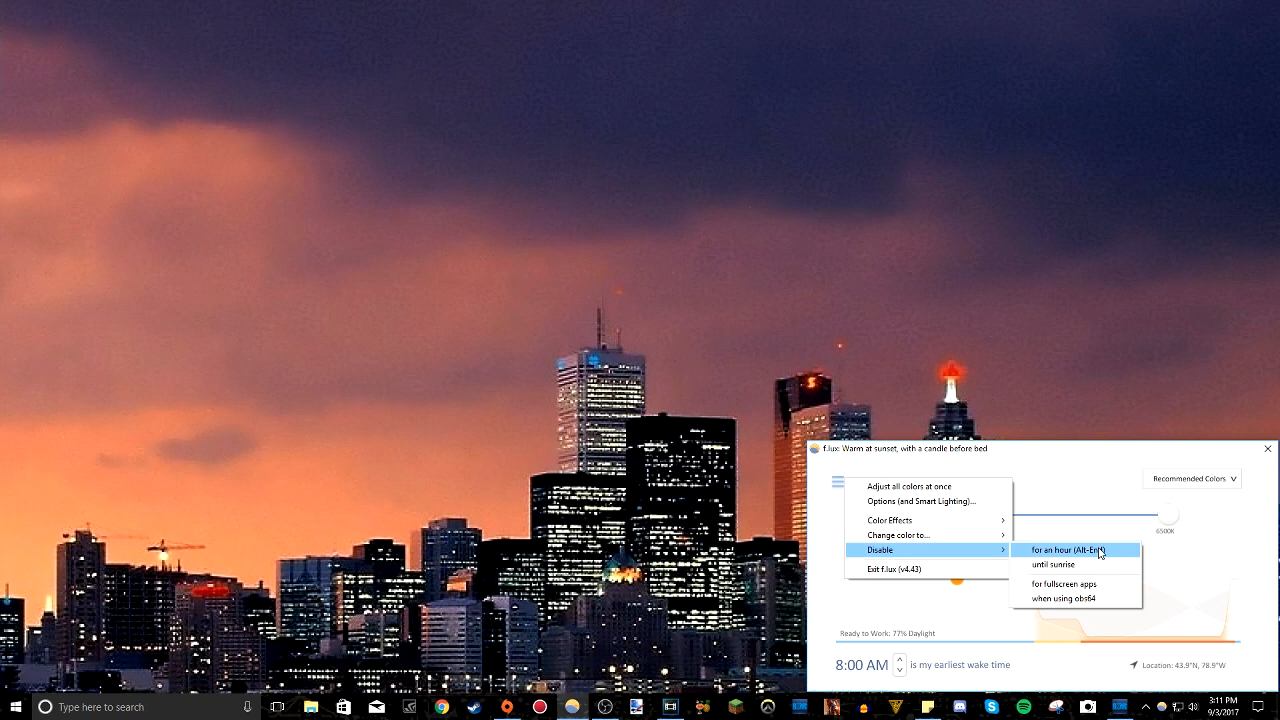 f.lux: Warm at sunset, with a candle before bed
Recommended Colors
6500K
Adjust all colors at once
Options (and Smart Lighting)...
Color Effects
Change color to...
Disable
Exit f.lux (v4.43)
for an hour (Alt-End)
until sunrise
for fullscreen apps
when using obs64
Ready to Work: 77% Daylight
8:00 AM
is my earliest wake time
Location: 43.9°N, 78.9°W
Type here to search
3:11 PM
9/3/2017